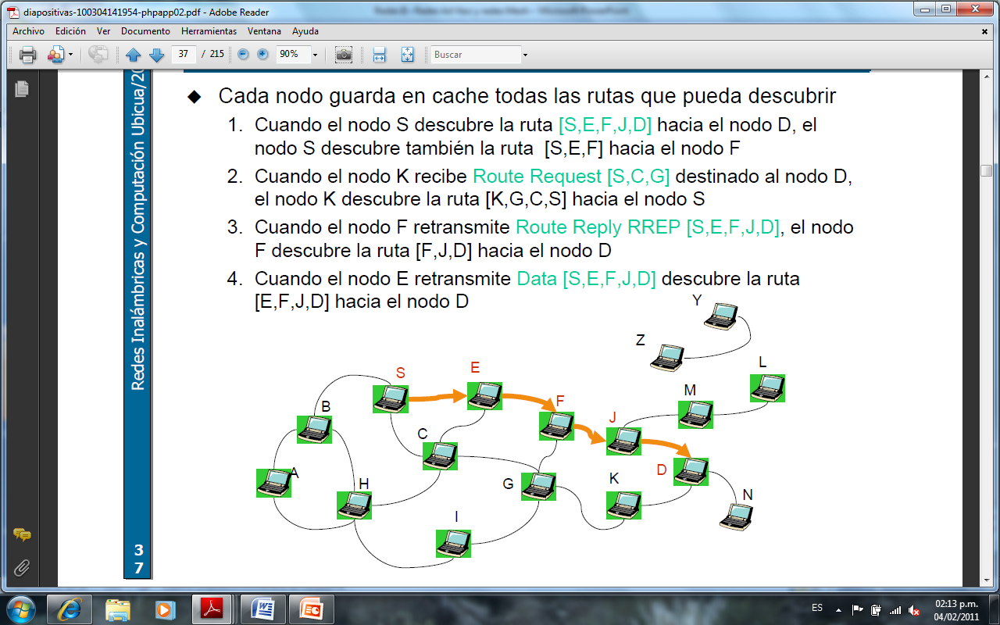 diapositivas-100304141954-phpapp02.pdf - Adobe Reader
Archivo Edición Ver Documento Herramientas Ventana Ayuda
37 / 215 90% Buscar
Redes Inalámbricas y Computación Ubicua/20
◆ Cada nodo guarda en cache todas las rutas que pueda descubrir
1. Cuando el nodo S descubre la ruta [S,E,F,J,D] hacia el nodo D, el
nodo S descubre también la ruta [S,E,F] hacia el nodo F
2. Cuando el nodo K recibe Route Request [S,C,G] destinado al nodo D,
el nodo K descubre la ruta [K,G,C,S] hacia el nodo S
3. Cuando el nodo F retransmite Route Reply RREP [S,E,F,J,D], el nodo
F descubre la ruta [F,J,D] hacia el nodo D
4. Cuando el nodo E retransmite Data [S,E,F,J,D] descubre la ruta
[E,F,J,D] hacia el nodo D
Y
Z
L
S
E
M
F
B
J
C
A
D
H
G
K
N
I
3
7
ES
02:13 p.m.
04/02/2011